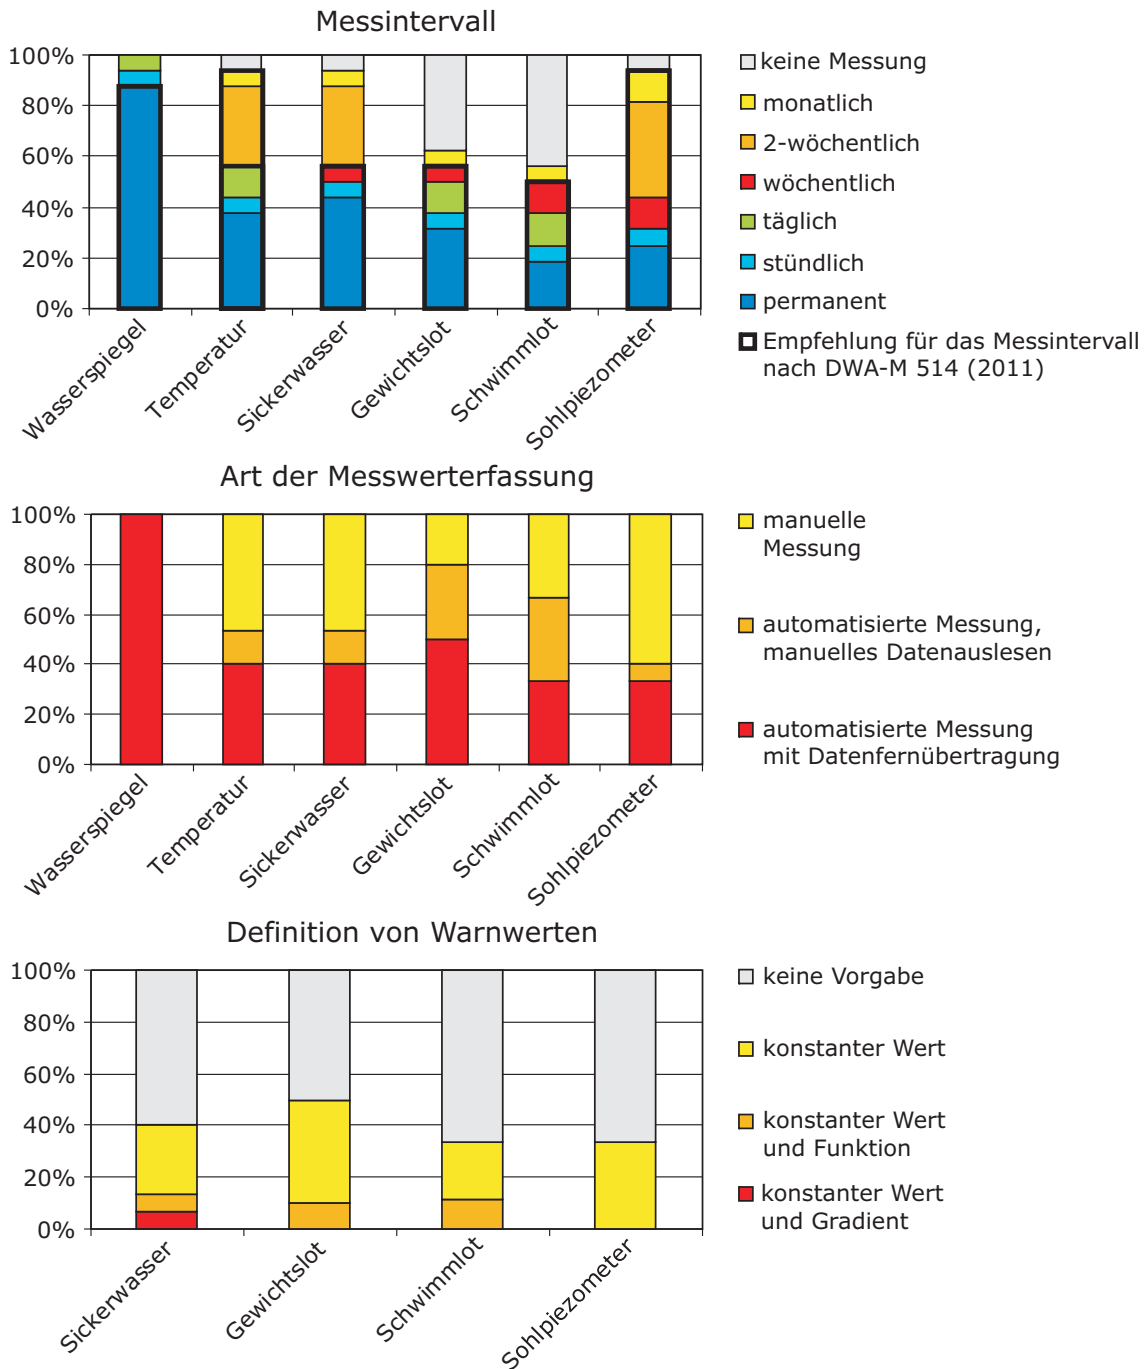 Messintervall
100%
80%
60%
40%
20%
0%
Wasserspiegel
Temperatur
Sickerwasser
Gewichtslot
Schwimmlot
Sohlpiezometer
keine Messung
monatlich
2-wöchentlich
wöchentlich
täglich
stündlich
permanent
Empfehlung für das Messintervall
nach DWA-M 514 (2011)
Art der Messwerterfassung
100%
80%
60%
40%
20%
0%
Wasserspiegel
Temperatur
Sickerwasser
Gewichtslot
Schwimmlot
Sohlpiezometer
manuelle
Messung
automatisierte Messung,
manuelles Datenauslesen
automatisierte Messung
mit Datenfernübertragung
Definition von Warnwerten
100%
80%
60%
40%
20%
0%
Sickerwasser
Gewichtslot
Schwimmlot
Sohlpiezometer
keine Vorgabe
konstanter Wert
konstanter Wert
und Funktion
konstanter Wert
und Gradient